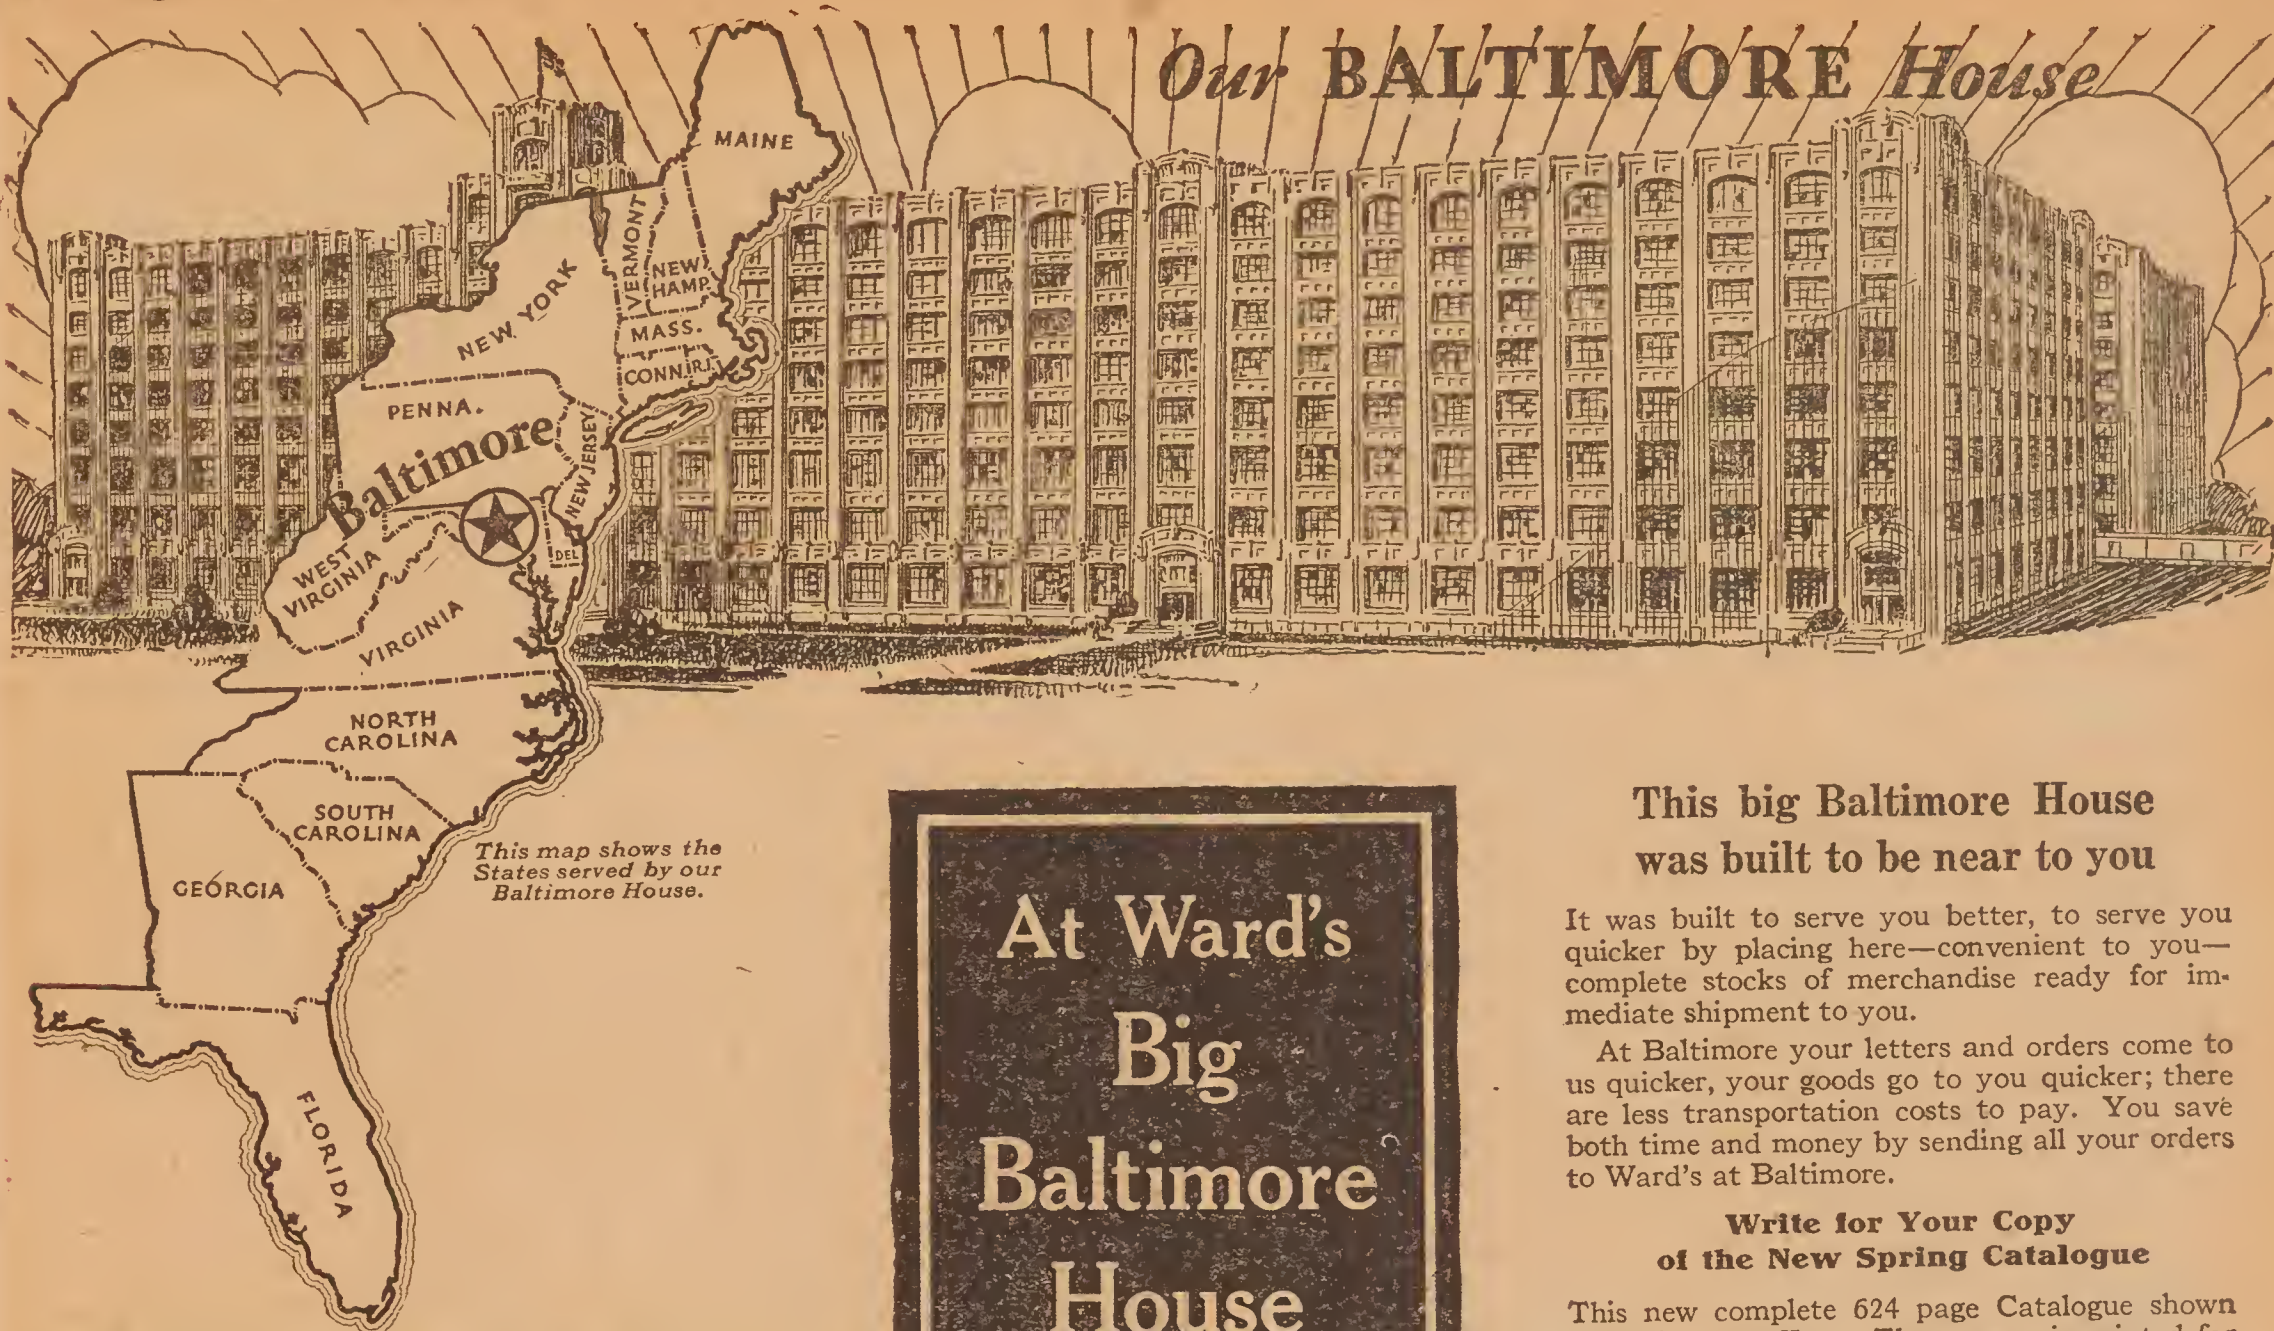 Our BALTIMORE House
MAINE
VERMONT
NEW
HAMP.
NEW YORK
MASS.
CONN. R.I.
PENNA.
NEW JERSEY
Baltimore
DEL
WEST
VIRGINIA
VIRGINIA
NORTH
CAROLINA
SOUTH
CAROLINA
GEORGIA
FLORIDA
This map shows the
States served by our
Baltimore House.
At Ward's
Big
Baltimore
House
This big Baltimore House
was built to be near to you
It was built to serve you better, to serve you
quicker by placing here—convenient to you—
complete stocks of merchandise ready for im-
mediate shipment to you.
At Baltimore your letters and orders come to
us quicker, your goods go to you quicker; there
are less transportation costs to pay. You save
both time and money by sending all your orders
to Ward's at Baltimore.
Write for Your Copy
of the New Spring Catalogue
This new complete 624 page Catalogue shown